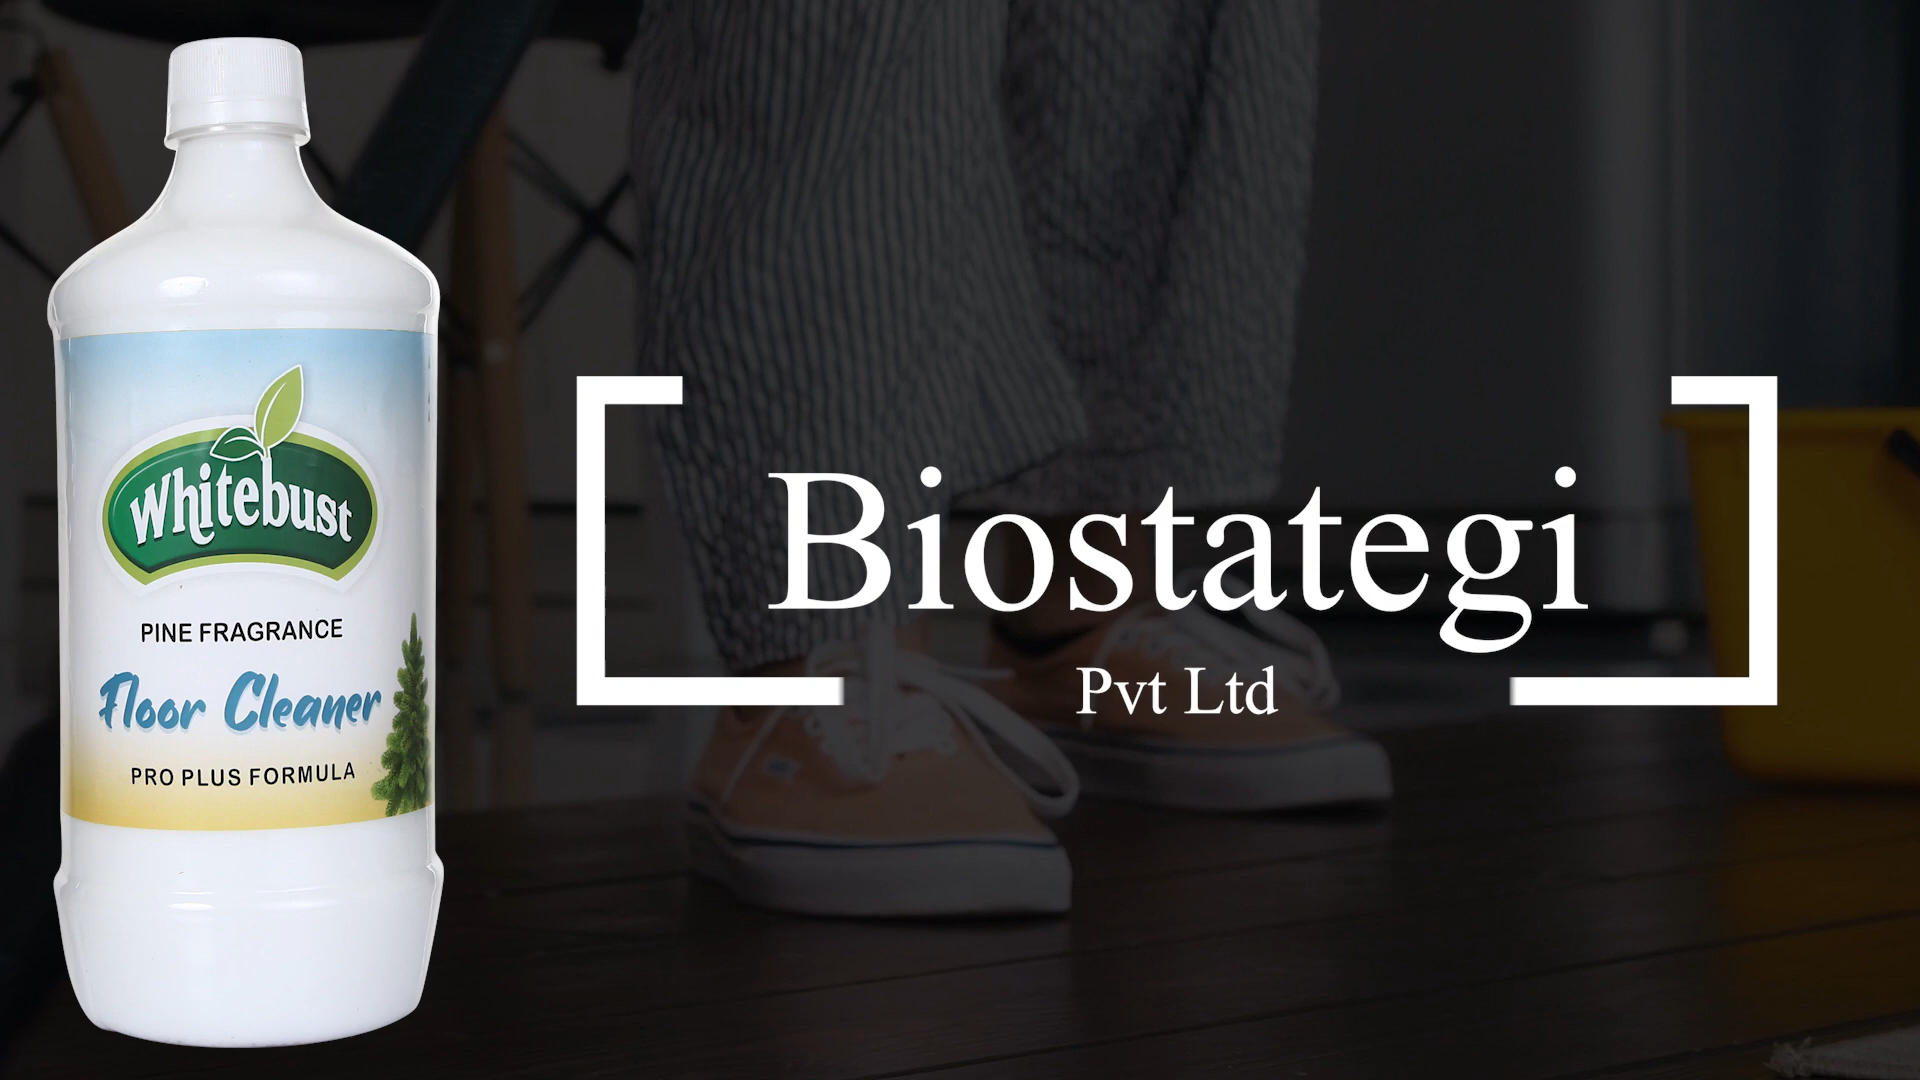 Whitebust
PINE FRAGRANCE
Floor Cleaner
PRO PLUS FORMULA
Biostategi
Pvt Ltd